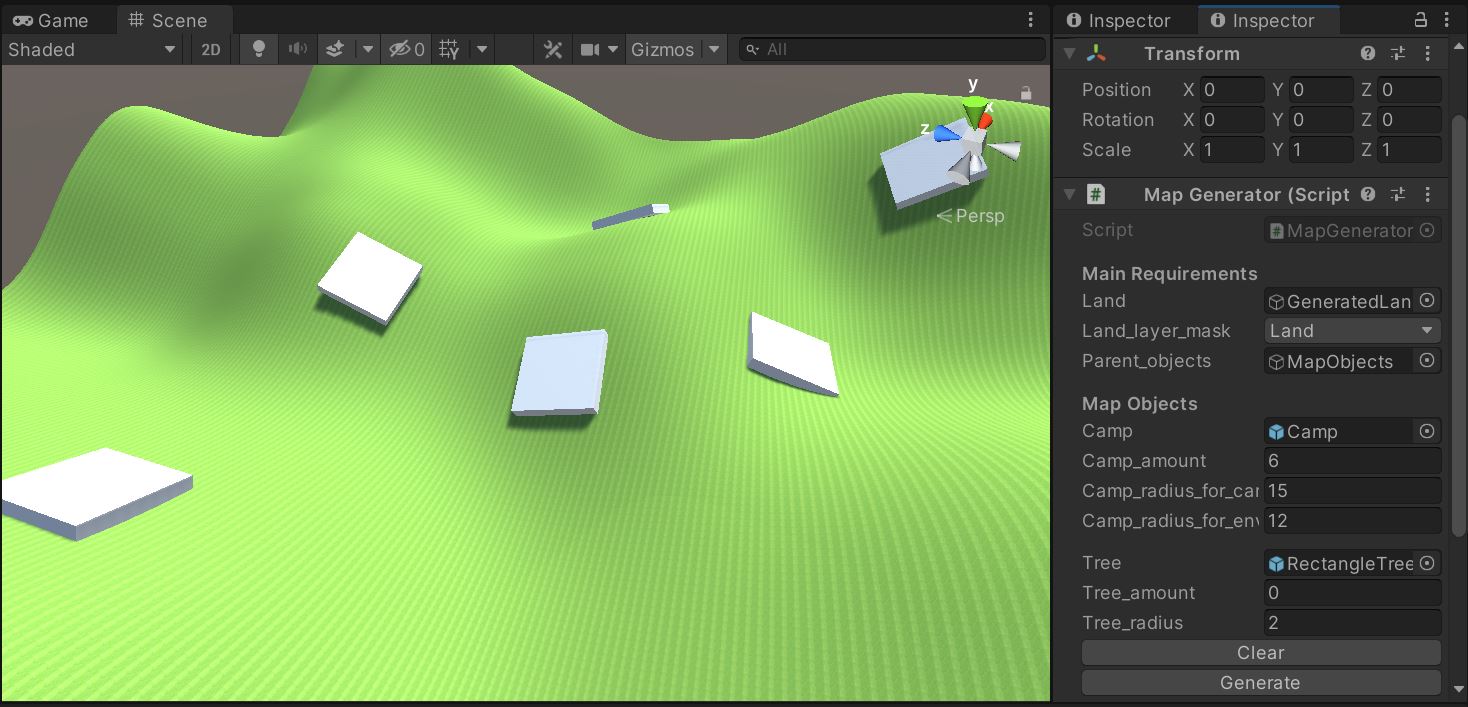 Game Scene
Shaded 2D 0 Gizmos All
y
x
z
Persp
Inspector Inspector
Transform
Position X 0 Y 0 Z 0
Rotation X 0 Y 0 Z 0
Scale X 1 Y 1 Z 1
# Map Generator (Script
Script # MapGenerator
Main Requirements
Land GeneratedLan
Land_layer_mask Land
Parent_objects MapObjects
Map Objects
Camp Camp
Camp_amount 6
Camp_radius_for_car 15
Camp_radius_for_env 12
Tree RectangleTree
Tree_amount 0
Tree_radius 2
Clear
Generate